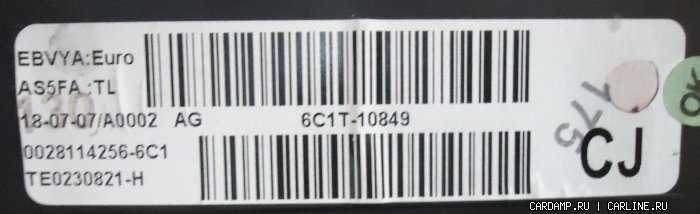 EBVYA:Euro
AS5FA :TL
18-07-07/A0002 AG 6C1T-10849
0028114256-6C1
TE0230821-H
CJ
175
OK
CARDAMP.RU | CARLINE.RU